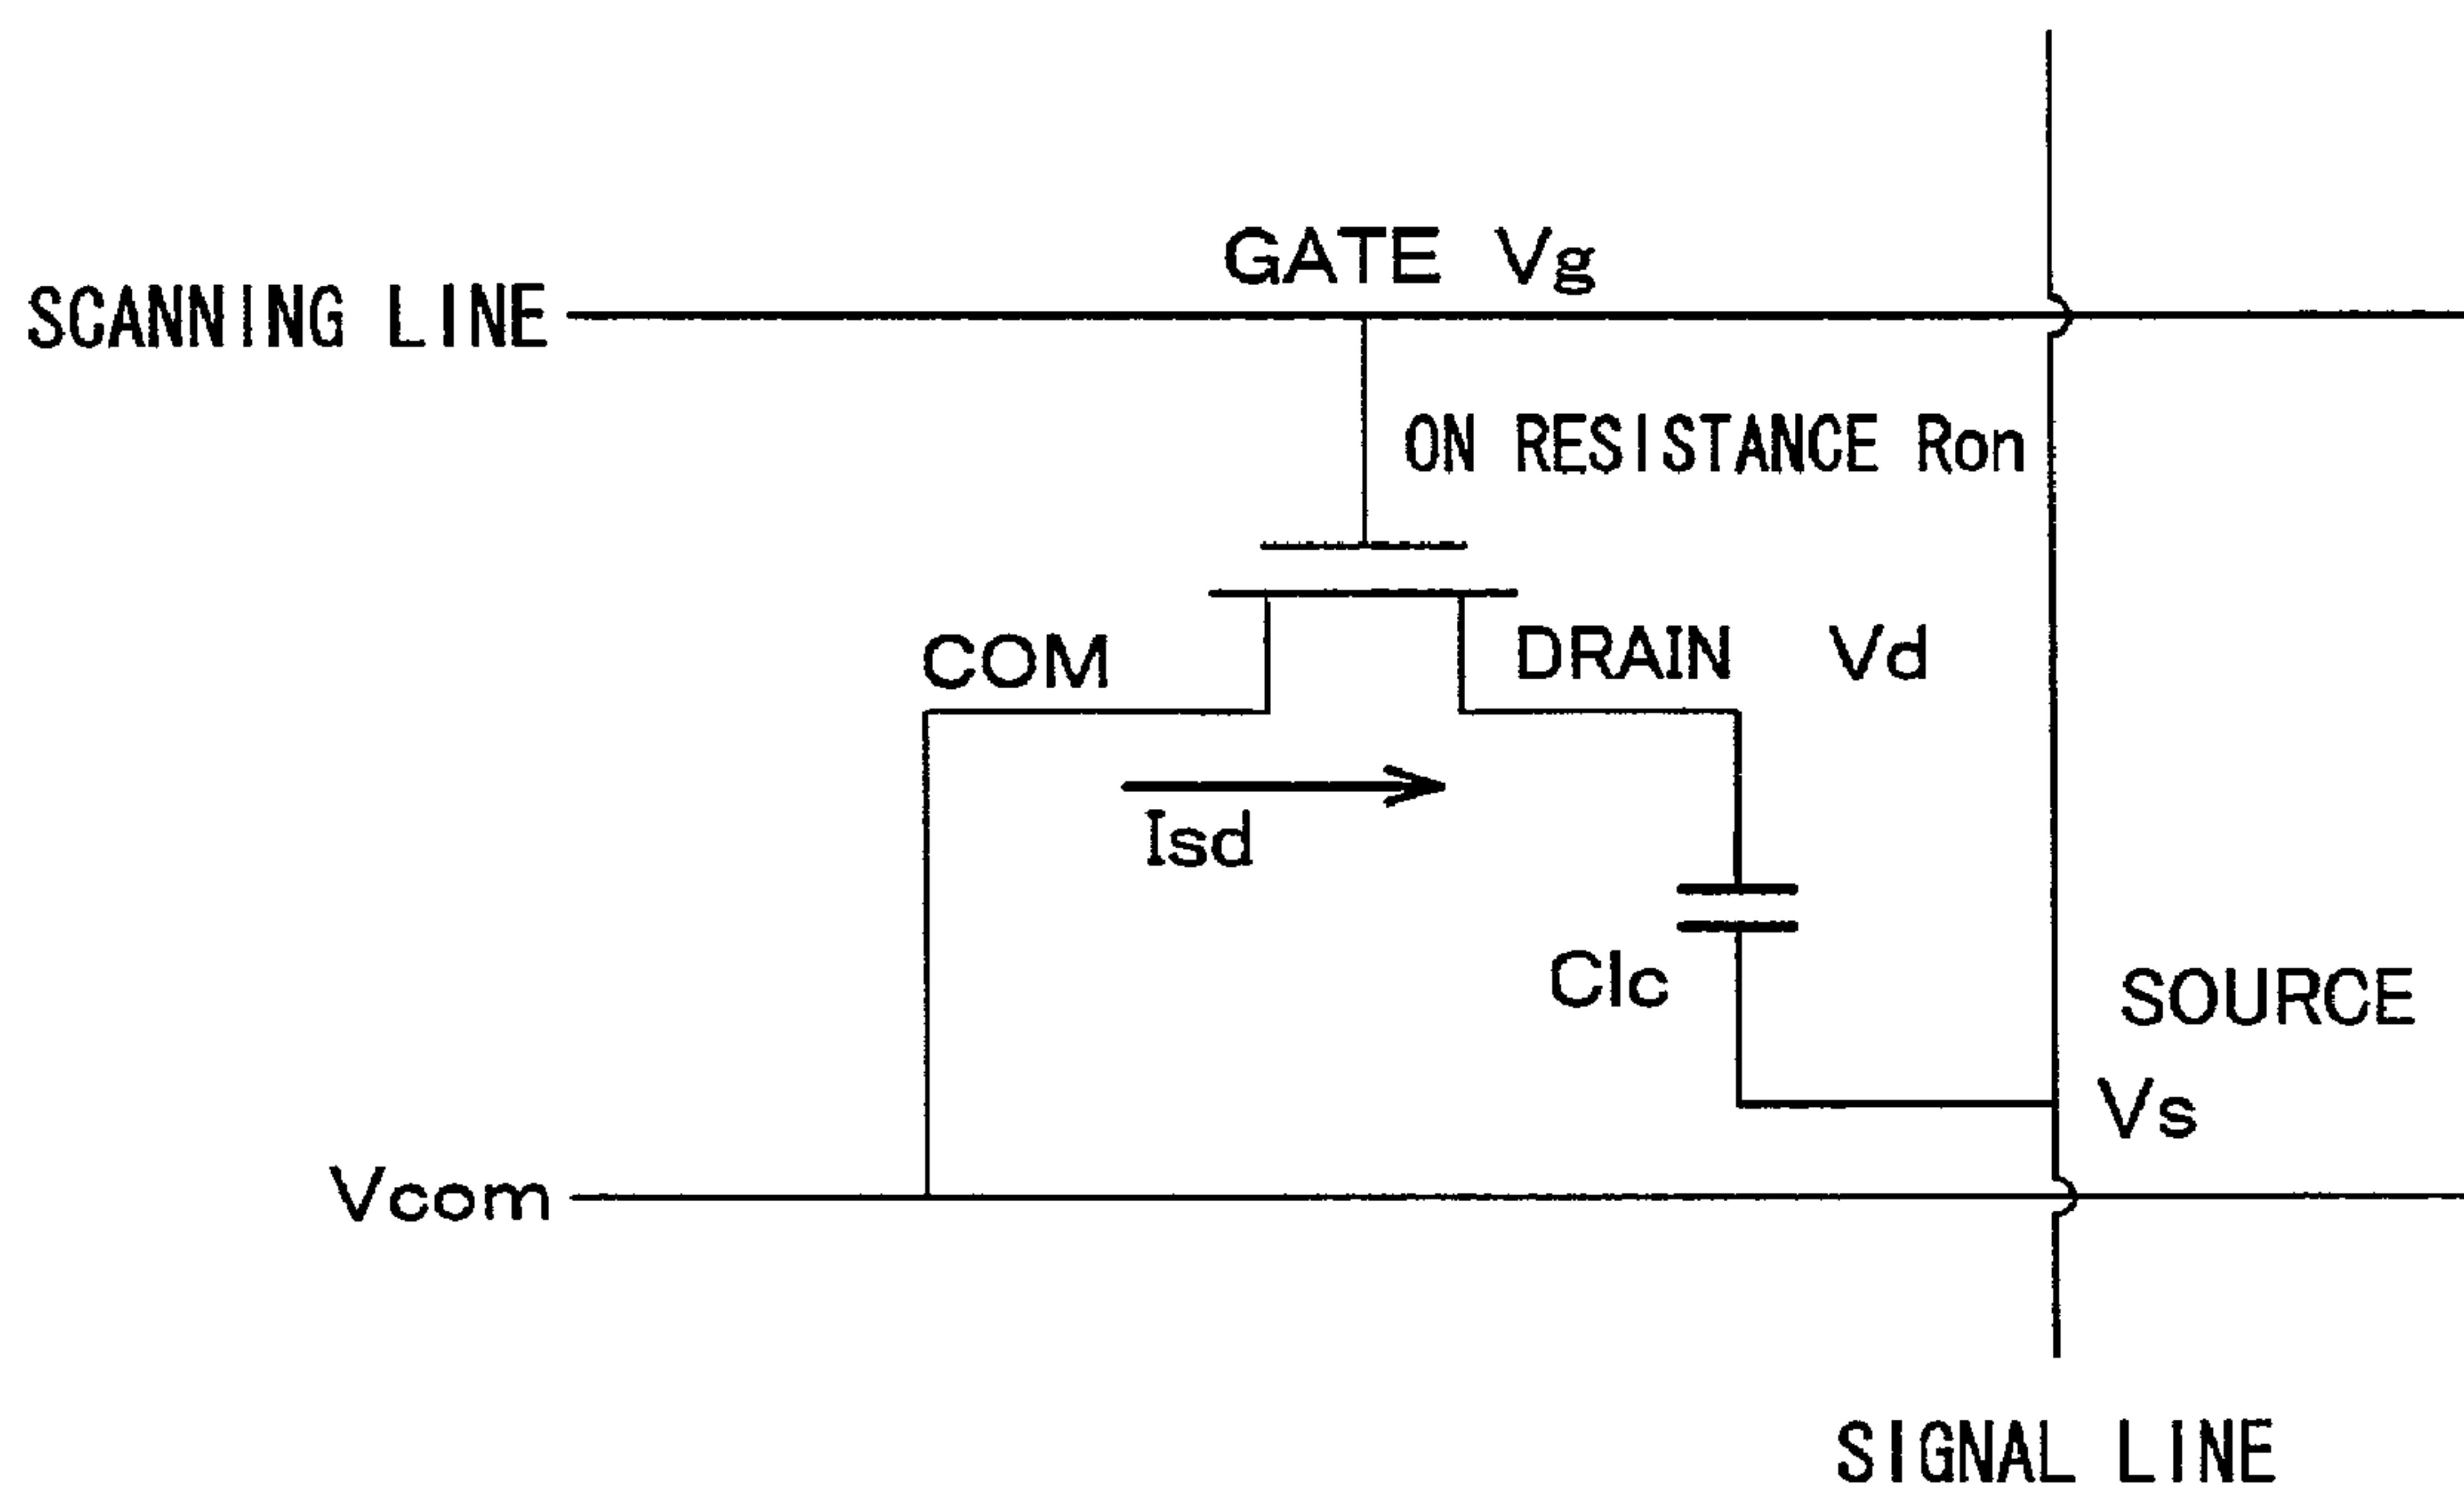 GATE Vg
SCANNING LINE
ON RESISTANCE Ron
COM
DRAIN Vd
Isd
Clc
SOURCE
Vs
Vcom
SIGNAL LINE